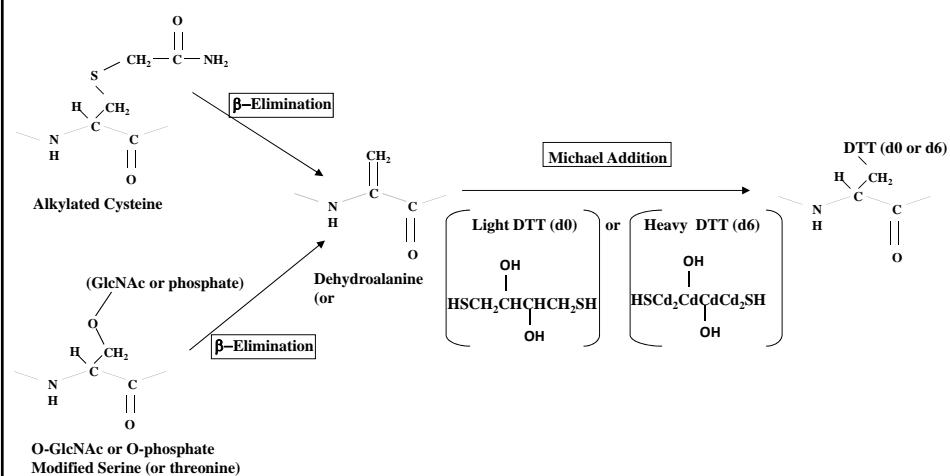 O
CH₂ C NH₂
S
H CH₂
C
N C
H
O
Alkylated Cysteine
β–Elimination
CH₂
C
N C
H
O
Dehydroalanine
(or
(GlcNAc or phosphate)
O
H CH₂
C
N C
H
O
O-GlcNAc or O-phosphate
Modified Serine (or threonine)
β–Elimination
Michael Addition
Light DTT (d0) or Heavy DTT (d6)
OH
HSCH₂CHCHCH₂SH
OH
OH
HSCd₂CdCdCd₂SH
OH
DTT (d0 or d6)
H CH₂
C
N C
H
O